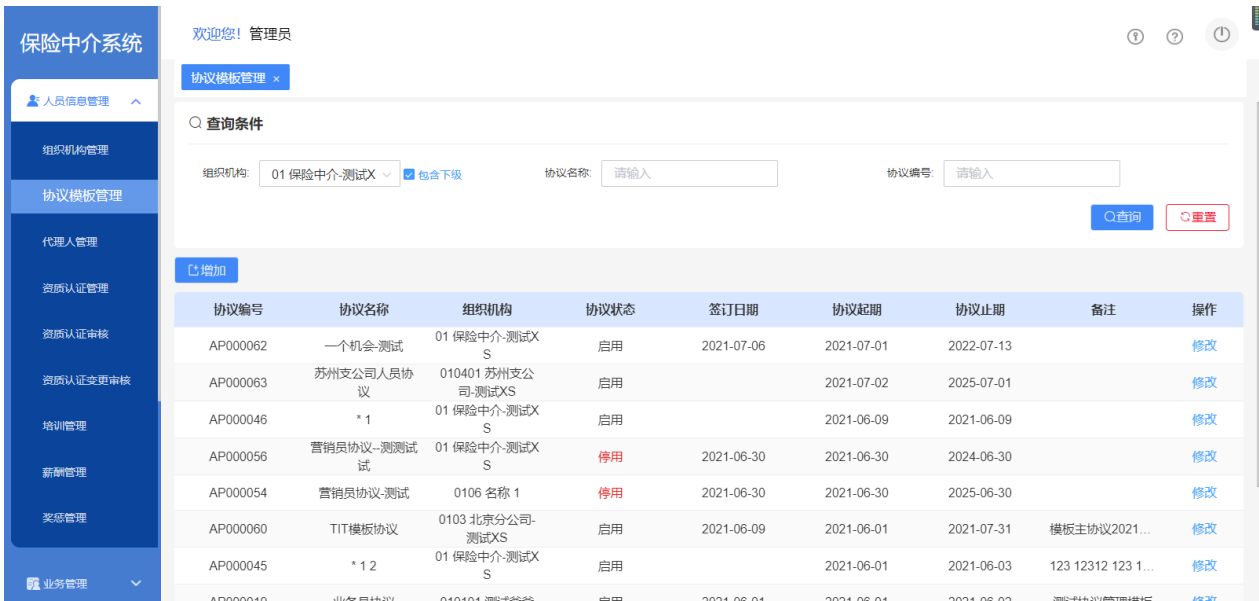 保险中介系统
欢迎您！管理员
协议模板管理 ×
人员信息管理
组织机构管理
协议模板管理
代理人管理
资质认证管理
资质认证审核
资质认证变更审核
培训管理
薪酬管理
奖惩管理
业务管理
查询条件
组织机构: 01 保险中介-测试X 包含下级 协议名称: 请输入 协议编号: 请输入
查询 重置
增加
协议编号 协议名称 组织机构 协议状态 签订日期 协议起期 协议止期 备注 操作
AP000062 一个机会-测试 01 保险中介-测试XS 启用 2021-07-06 2021-07-01 2022-07-13 修改
AP000063 苏州支公司人员协议 010401 苏州支公司-测试XS 启用 2021-07-02 2025-07-01 修改
AP000046 * 1 01 保险中介-测试XS 启用 2021-06-09 2021-06-09 修改
AP000056 营销员协议--测测试试 01 保险中介-测试XS 停用 2021-06-30 2021-06-30 2024-06-30 修改
AP000054 营销员协议-测试 0106 名称 1 停用 2021-06-30 2021-06-30 2025-06-30 修改
AP000060 TIT模板协议 0103 北京分公司-测试XS 启用 2021-06-09 2021-06-01 2021-07-31 模板主协议2021... 修改
AP000045 * 1 2 01 保险中介-测试XS 启用 2021-06-01 2021-06-03 123 12312 123 1... 修改